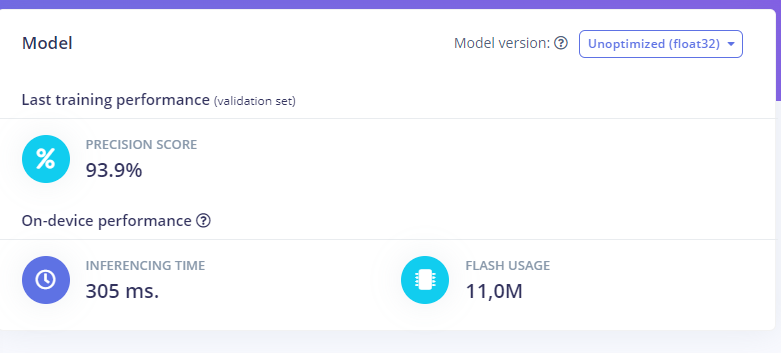 Model
Model version:
Unoptimized (float32)
Last training performance (validation set)
%
PRECISION SCORE
93.9%
On-device performance
INFERENCING TIME
305 ms.
FLASH USAGE
11,0M